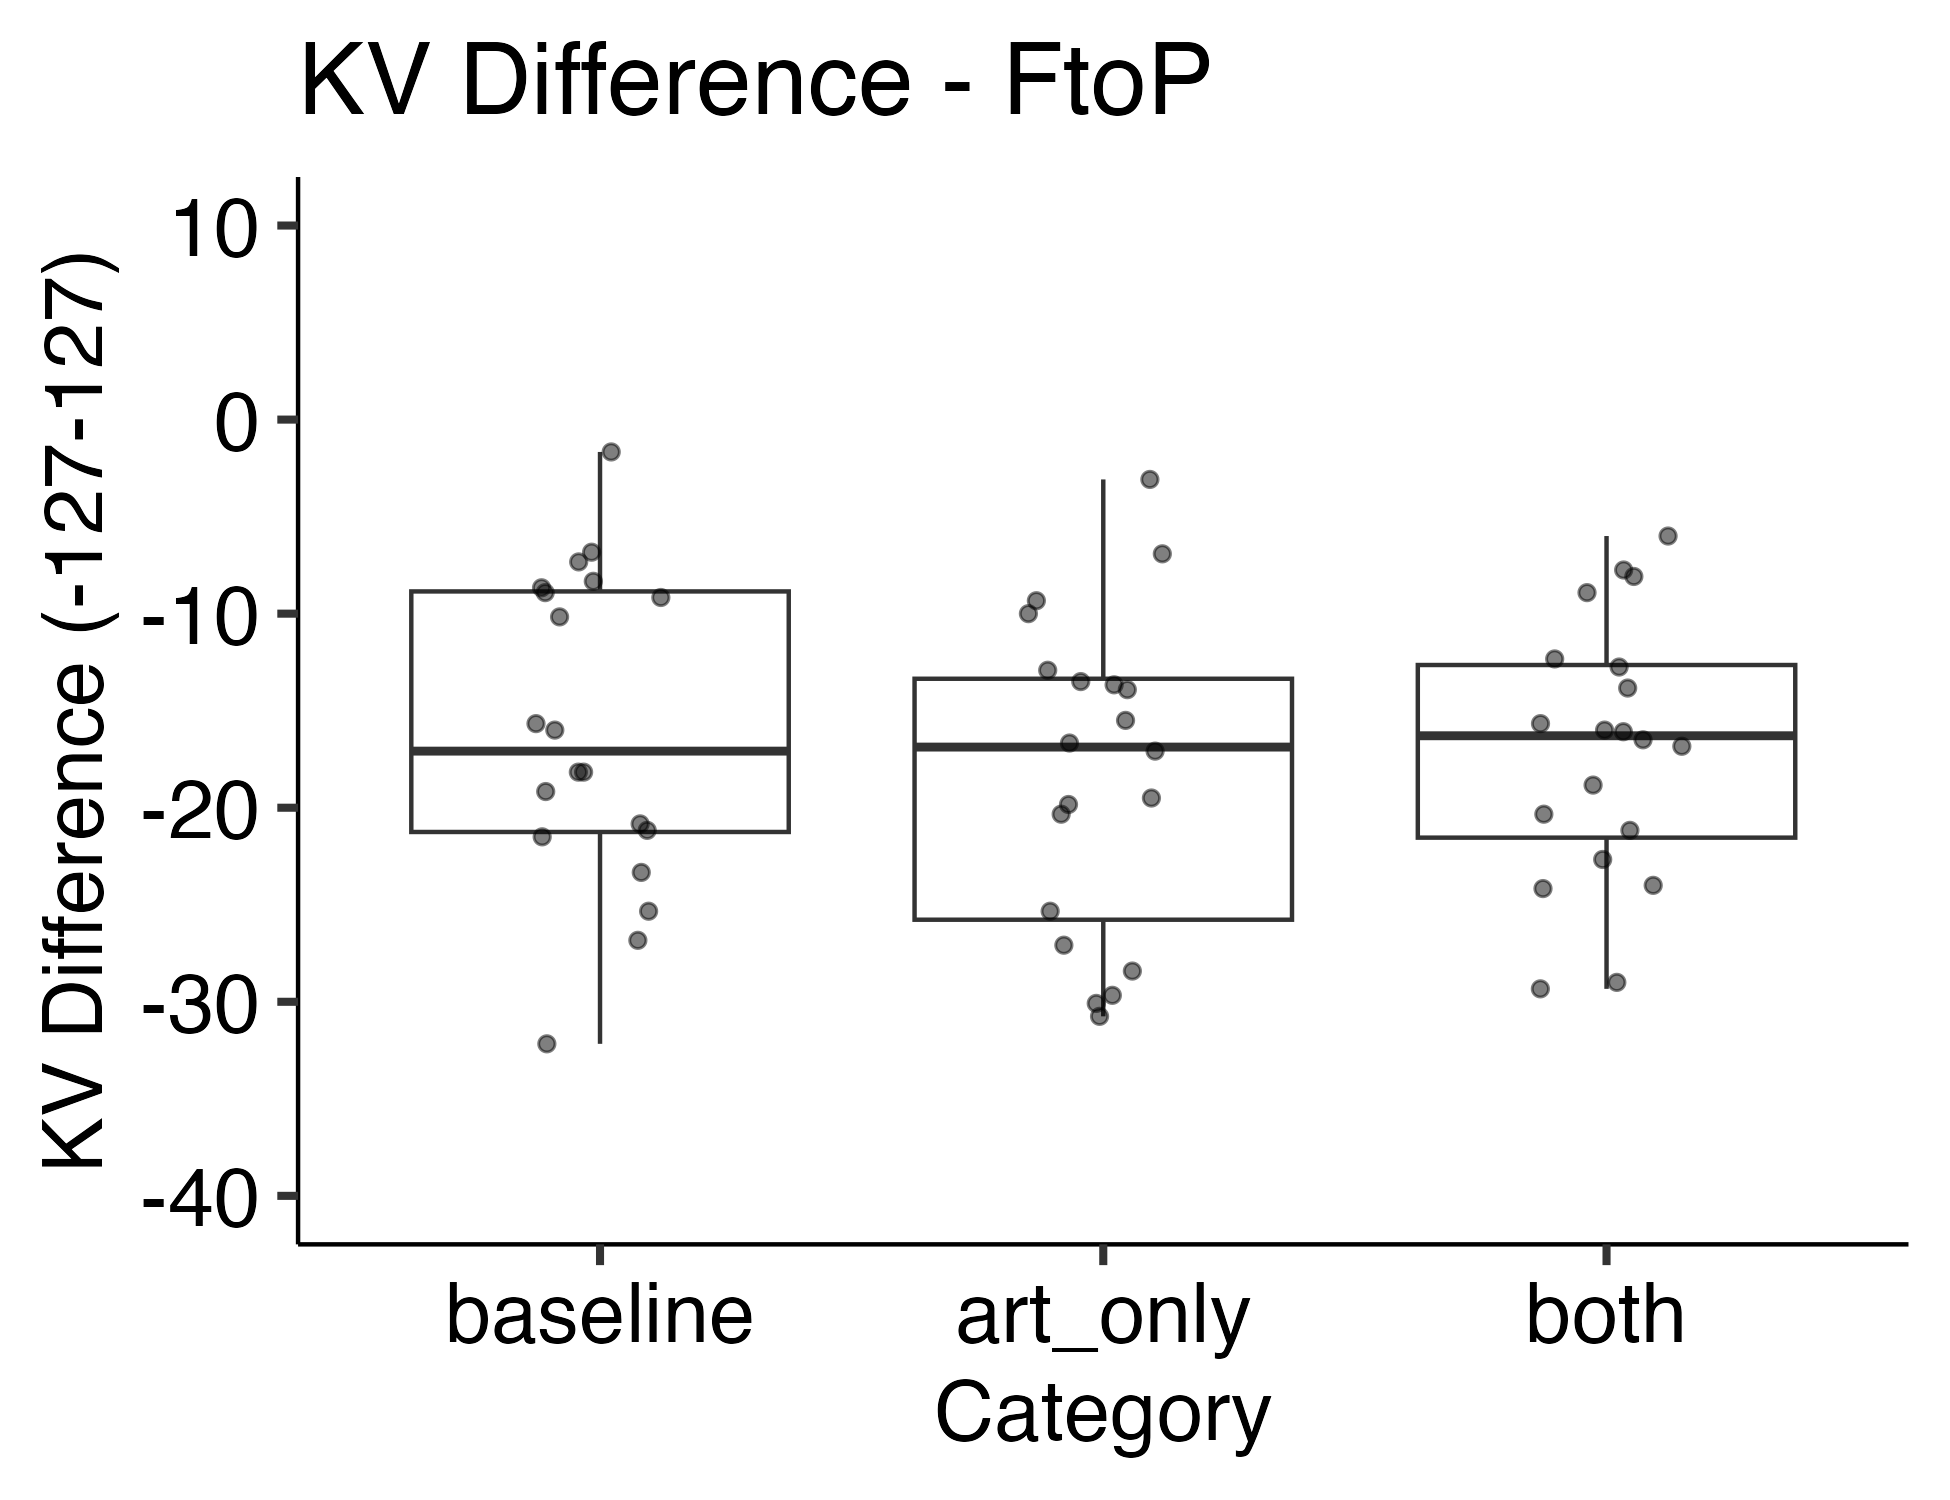 KV Difference - FtoP
KV Difference (-127-127)
10
0
-10
-20
-30
-40
baseline art_only both
Category